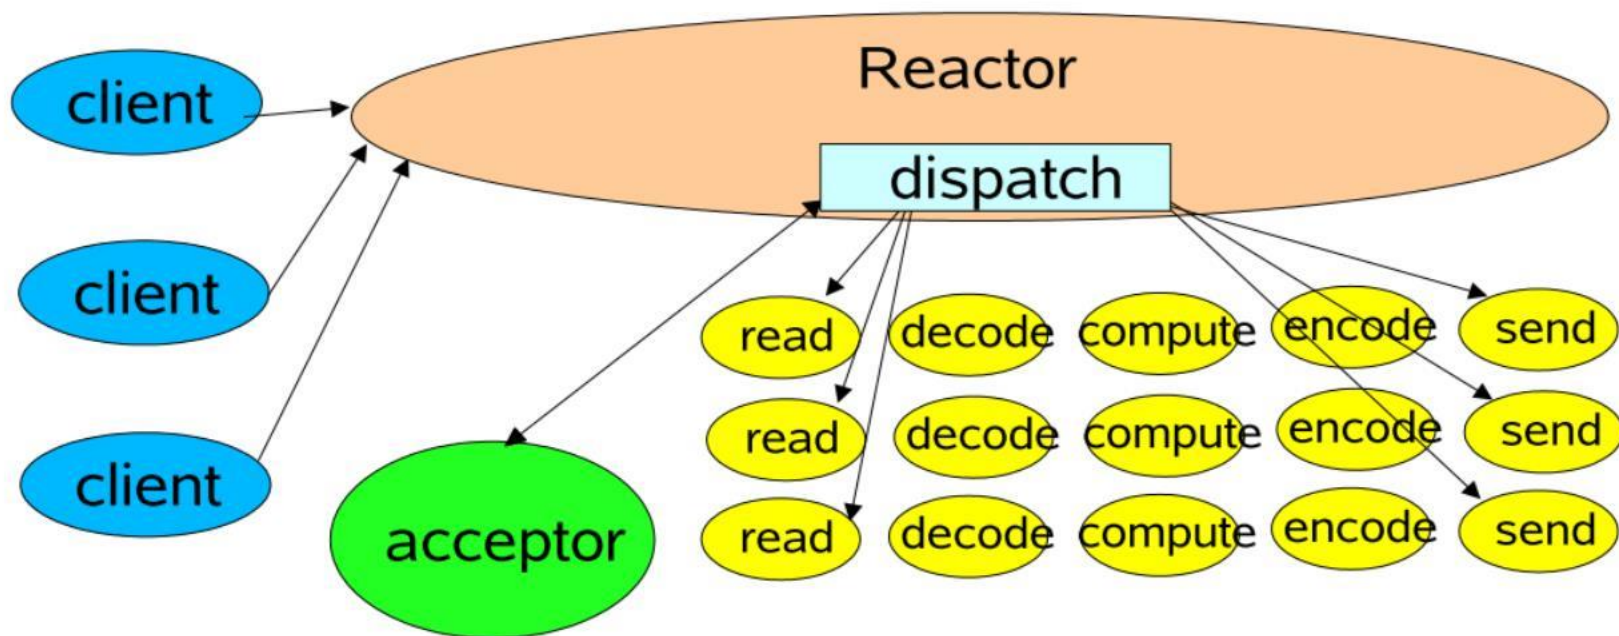 Reactor
client
dispatch
client
client
acceptor
read decode compute encode send
read decode compute encode send
read decode compute encode send